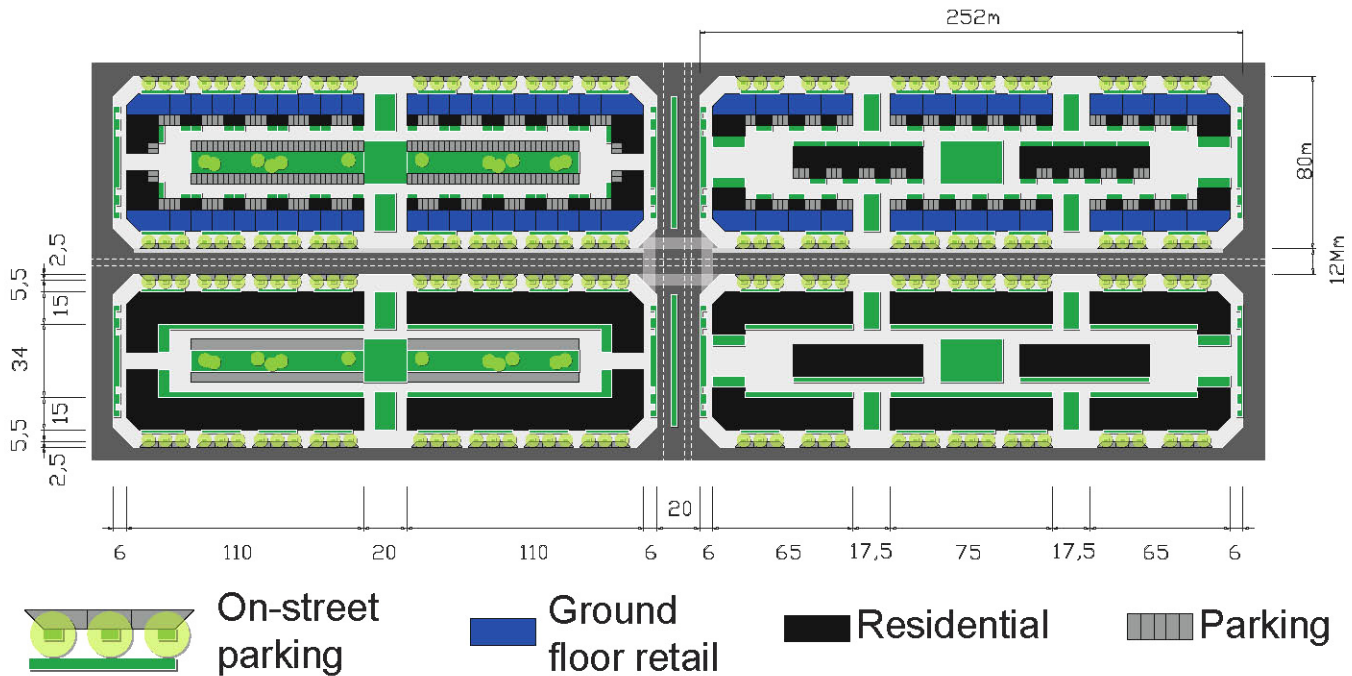 252m
80m
12Mm
2,5
5,5
15
34
15
5,5
2,5
20
6 110 20 110 6 6 65 17,5 75 17,5 65 6
On-street
parking
Ground
floor retail
Residential
Parking